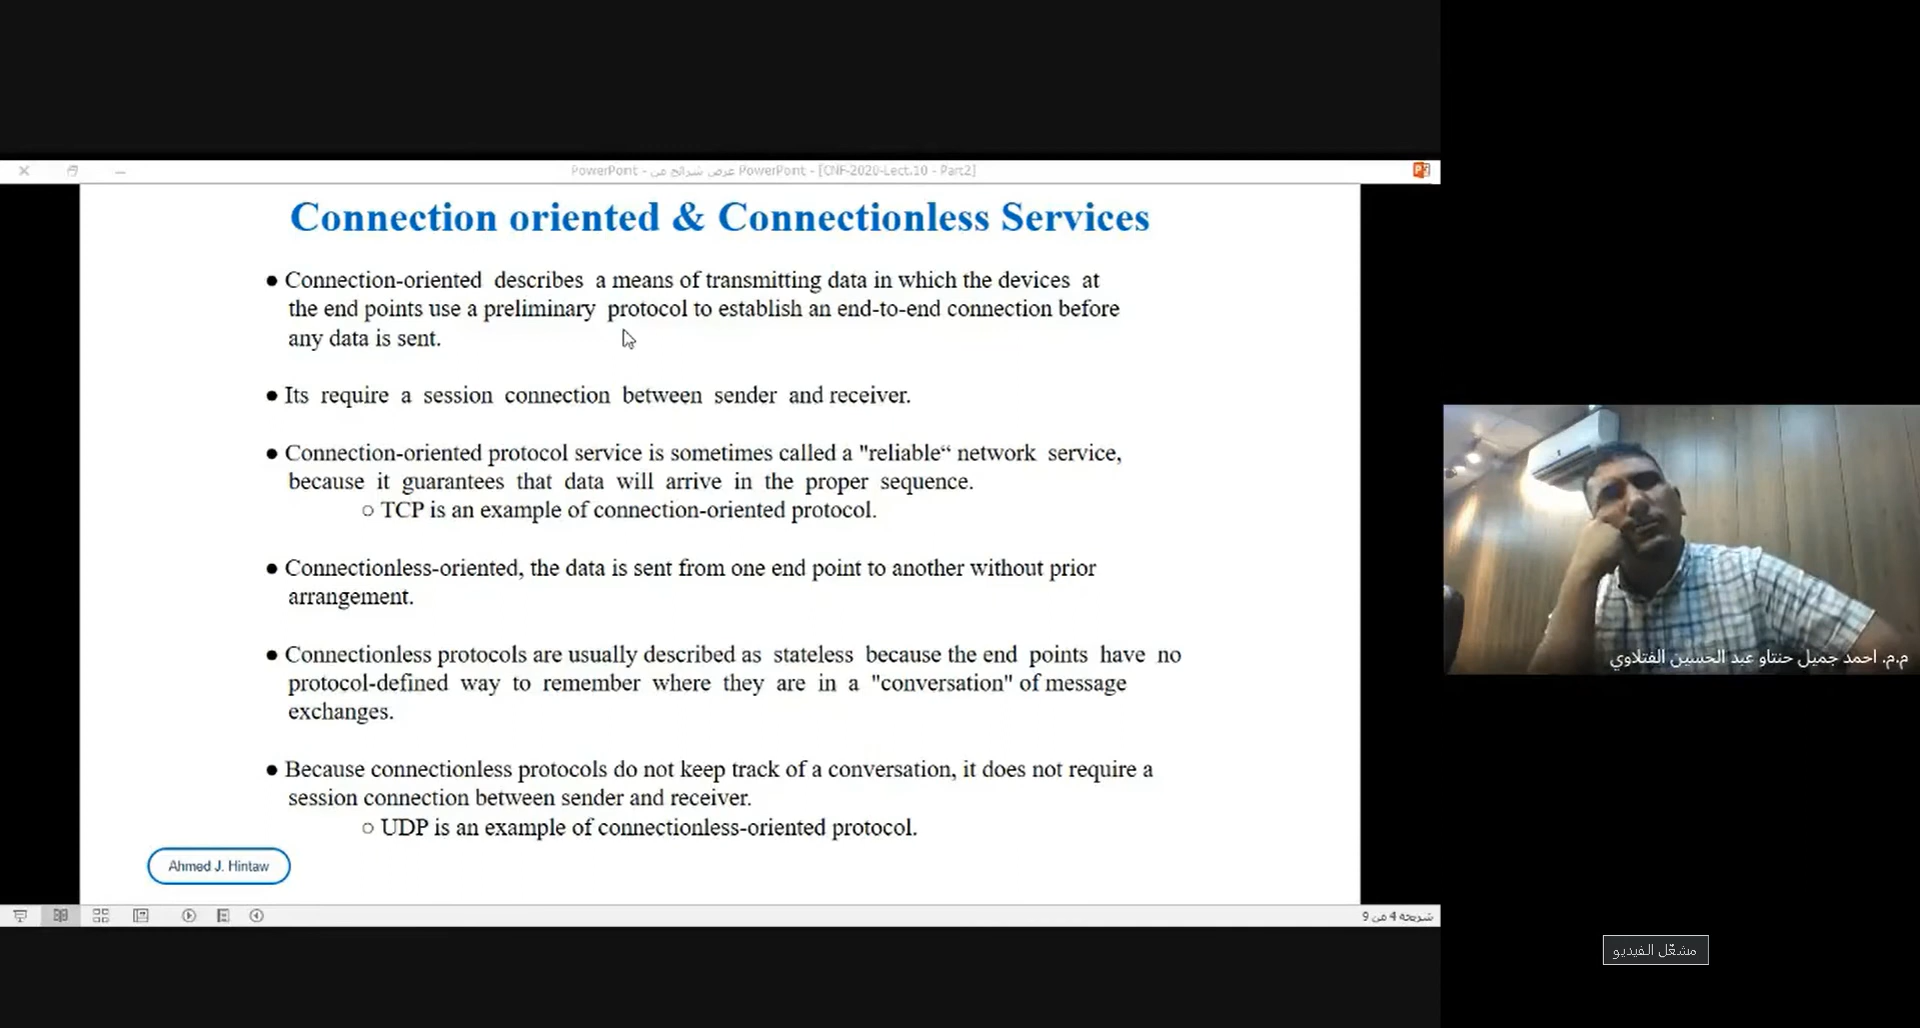 PowerPoint - عرض شرائح من PowerPoint - [CNF-2020-Lect.10 - Part2]
Connection oriented & Connectionless Services
● Connection-oriented describes a means of transmitting data in which the devices at
the end points use a preliminary protocol to establish an end-to-end connection before
any data is sent.
● Its require a session connection between sender and receiver.
● Connection-oriented protocol service is sometimes called a "reliable“ network service,
because it guarantees that data will arrive in the proper sequence.
○ TCP is an example of connection-oriented protocol.
● Connectionless-oriented, the data is sent from one end point to another without prior
arrangement.
● Connectionless protocols are usually described as stateless because the end points have no
protocol-defined way to remember where they are in a "conversation" of message
exchanges.
● Because connectionless protocols do not keep track of a conversation, it does not require a
session connection between sender and receiver.
○ UDP is an example of connectionless-oriented protocol.
Ahmed J. Hintaw
شريحة 4 من 9
م.م. احمد جميل حنتاو عبد الحسين الفتلاوي
مشغّل الفيديو